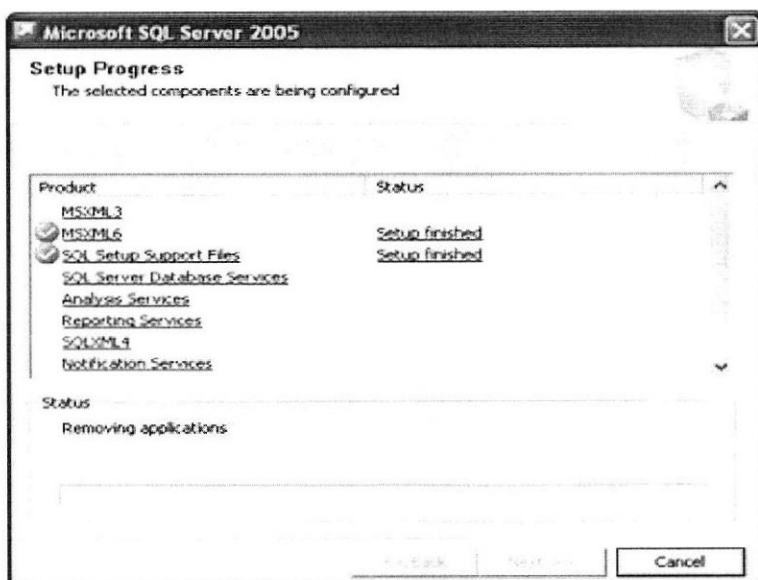 Microsoft SQL Server 2005
Setup Progress
The selected components are being configured
Product Status
MSXML3
MSXML6 Setup finished
SQL Setup Support Files Setup finished
SQL Server Database Services
Analysis Services
Reporting Services
SQLXML4
Notification Services
Status
Removing applications
Cancel